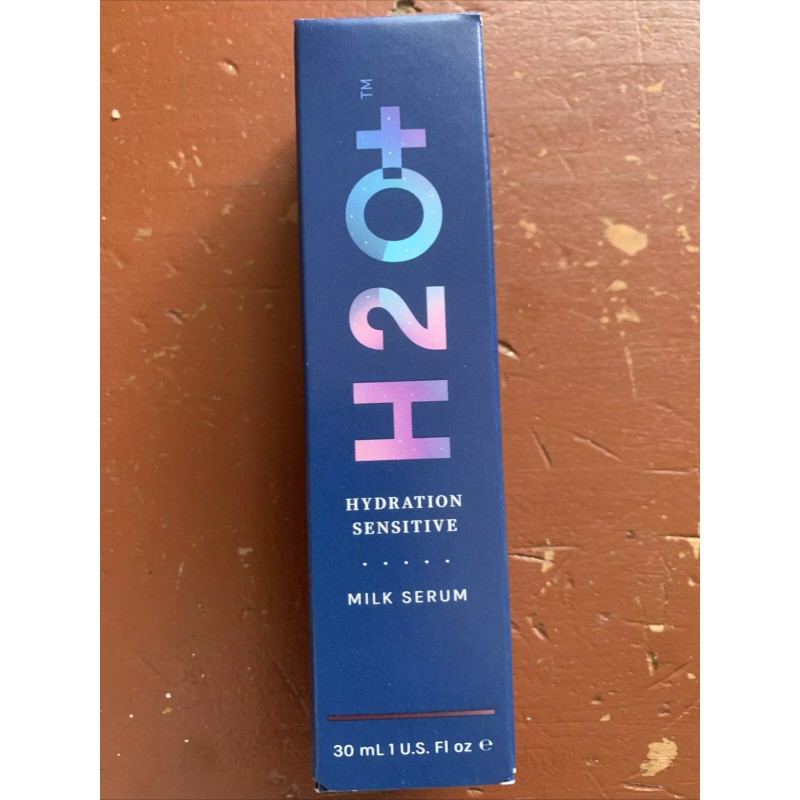 H2O+™
HYDRATION
SENSITIVE
MILK SERUM
30 mL 1 U.S. Fl oz ℮